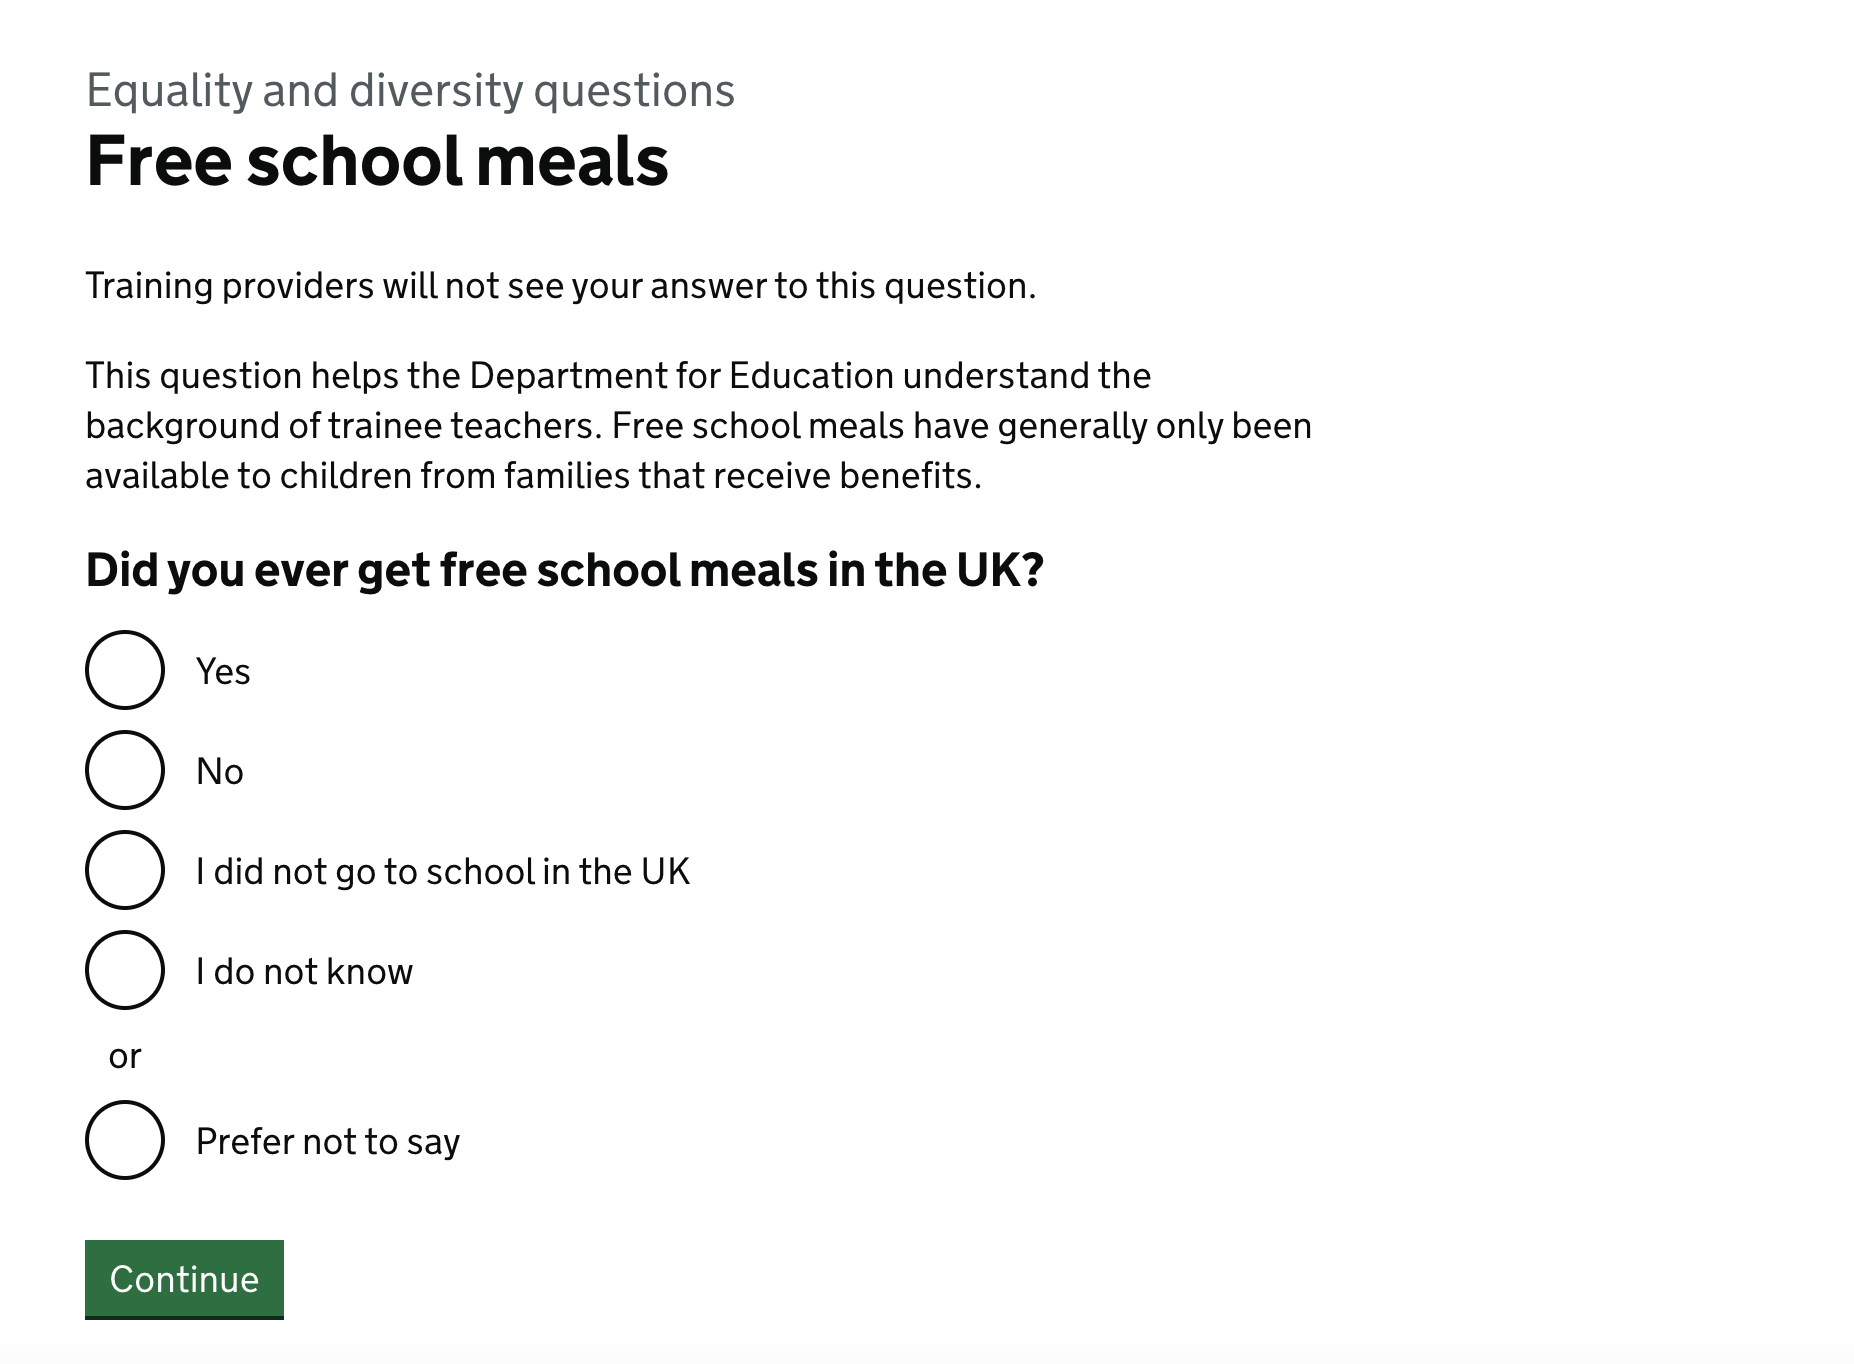 Equality and diversity questions
Free school meals
Training providers will not see your answer to this question.
This question helps the Department for Education understand the
background of trainee teachers. Free school meals have generally only been
available to children from families that receive benefits.
Did you ever get free school meals in the UK?
Yes
No
I did not go to school in the UK
I do not know
or
Prefer not to say
Continue